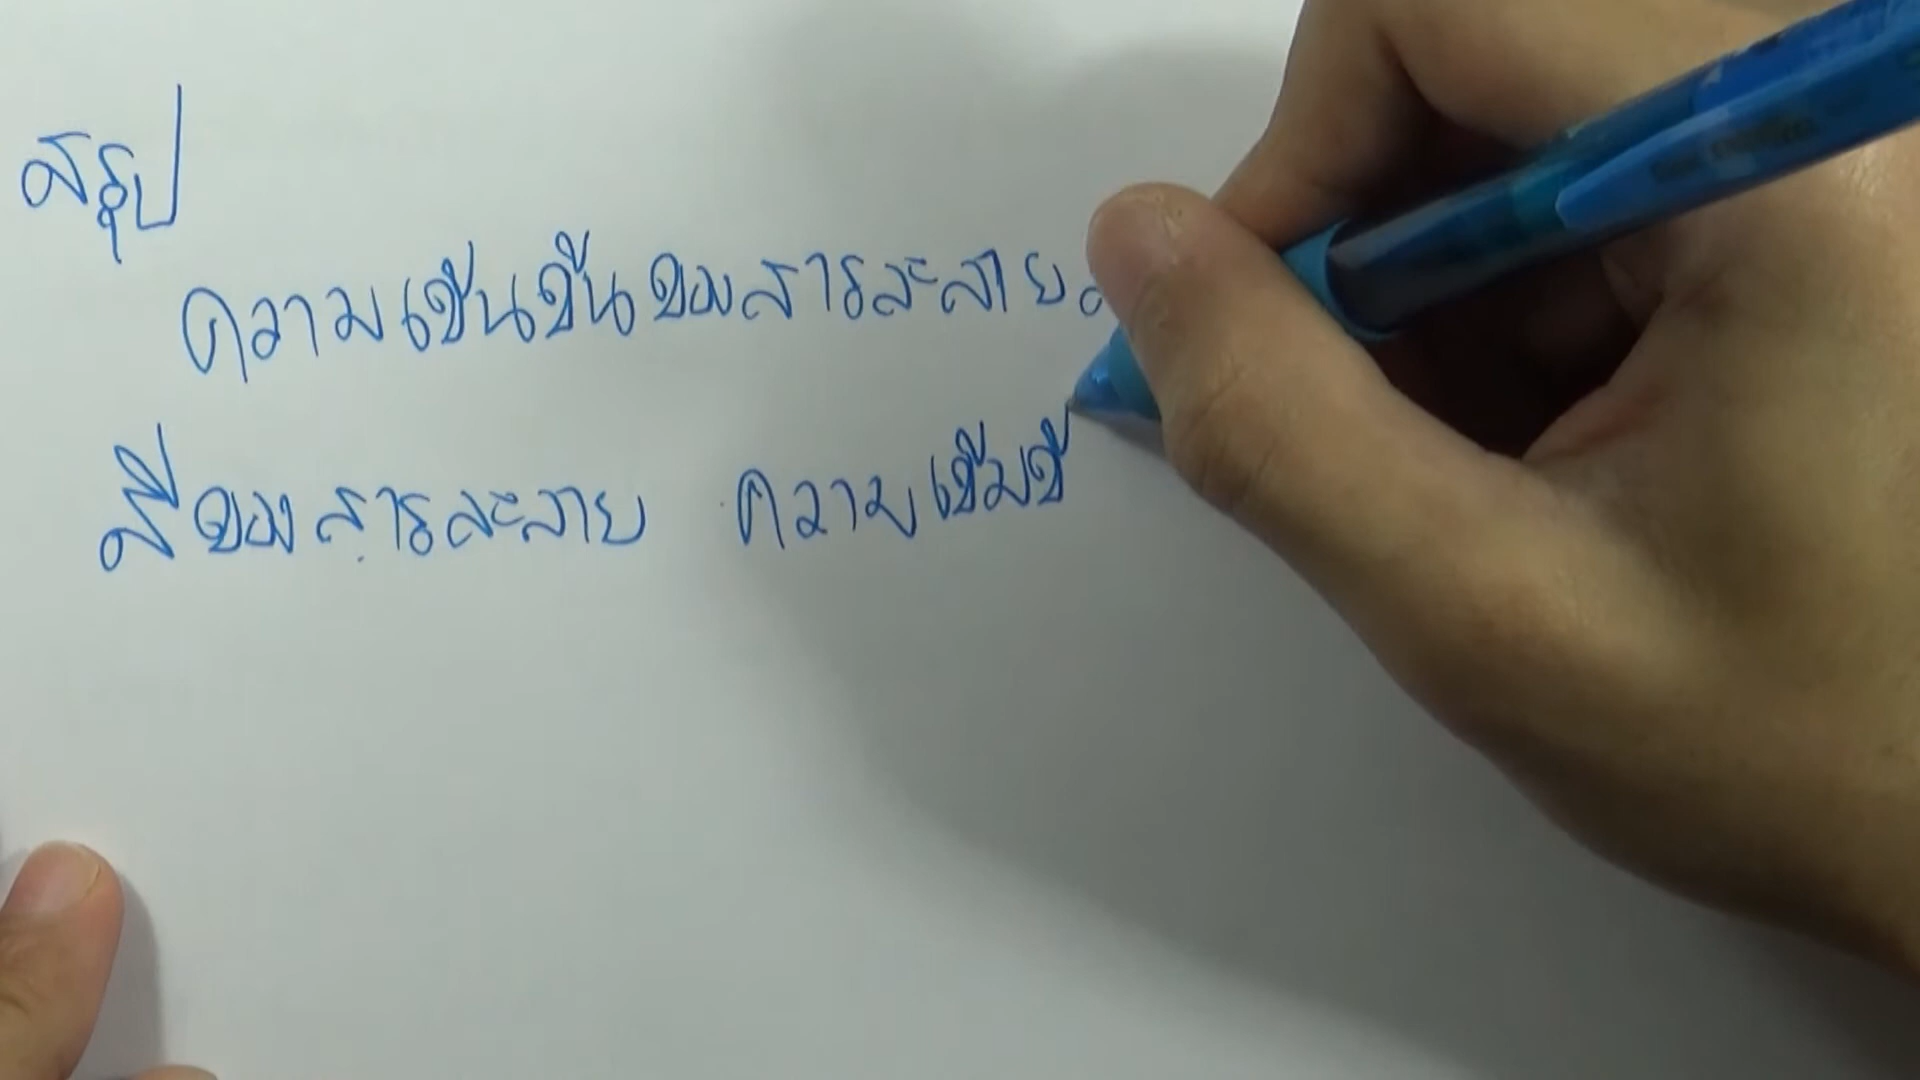 สรุป
ความเข้นข้นของสารละลาย
สีของสารละลาย ความเข้มข้